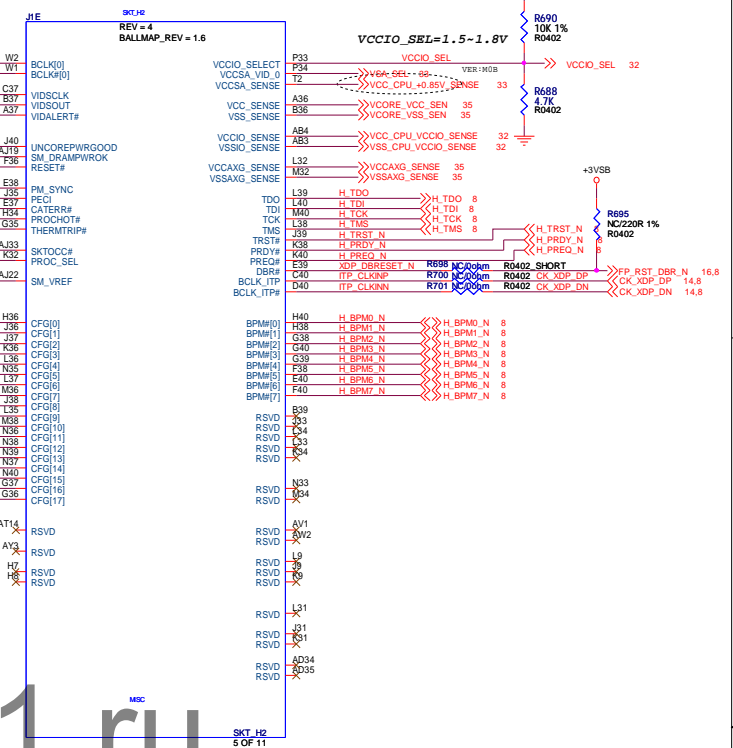 J1E
SKT_H2
REV = 4
BALLMAP_REV = 1.6
VCCIO_SEL=1.5~1.8V
R690
10K 1%
R0402
VCCIO_SEL 32
VER:M0B
R688
4.7K
R0402
W2 BCLK[0]
W1 BCLK#[0]
C37 VIDSCLK
B37 VIDSOUT
A37 VIDALERT#
J40 UNCOREPWRGOOD
AJ19 SM_DRAMPWROK
F36 RESET#
E38 PM_SYNC
J35 PECI
E37 CATERR#
H34 PROCHOT#
G35 THERMTRIP#
AJ33 SKTOCC#
K32 PROC_SEL
AJ22 SM_VREF
H36 CFG[0]
J36 CFG[1]
J37 CFG[2]
K36 CFG[3]
L36 CFG[4]
N35 CFG[5]
L37 CFG[6]
M36 CFG[7]
J38 CFG[8]
L35 CFG[9]
M38 CFG[10]
N36 CFG[11]
N38 CFG[12]
N39 CFG[13]
N37 CFG[14]
N40 CFG[15]
G37 CFG[16]
G36 CFG[17]
AT14 RSVD
AY3 RSVD
H7 RSVD
H8 RSVD
VCCIO_SELECT P33 VCCIO_SEL
VCCSA_VID_0 P34 VSA_SEL 33
VCCSA_SENSE T2 VCC_CPU_+0.85V_SENSE 33
VCC_SENSE A36 VCORE_VCC_SEN 35
VSS_SENSE B36 VCORE_VSS_SEN 35
VCCIO_SENSE AB4 VCC_CPU_VCCIO_SENSE 32
VSSIO_SENSE AB3 VSS_CPU_VCCIO_SENSE 32
VCCAXG_SENSE L32 VCCAXG_SENSE 35
VSSAXG_SENSE M32 VSSAXG_SENSE 35
+3VSB
R695
NC/220R 1%
R0402
TDO L39 H_TDO H_TDO 8
TDI L40 H_TDI H_TDI 8
TCK M40 H_TCK H_TCK 8
TMS L38 H_TMS H_TMS 8
TRST# J39 H_TRST_N H_TRST_N 8
PRDY# K38 H_PRDY_N H_PRDY_N 8
PREQ# K40 H_PREQ_N H_PREQ_N 8
DBR# E39 XDP_DBRESET_N R698 NC/0ohm R0402_SHORT FP_RST_DBR_N 16,8
BCLK_ITP C40 ITP_CLKINP R700 NC/0ohm R0402 CK_XDP_DP CK_XDP_DP 14,8
BCLK_ITP# D40 ITP_CLKINN R701 NC/0ohm R0402 CK_XDP_DN CK_XDP_DN 14,8
BPM#[0] H40 H_BPM0_N H_BPM0_N 8
BPM#[1] H38 H_BPM1_N H_BPM1_N 8
BPM#[2] G38 H_BPM2_N H_BPM2_N 8
BPM#[3] G40 H_BPM3_N H_BPM3_N 8
BPM#[4] G39 H_BPM4_N H_BPM4_N 8
BPM#[5] F38 H_BPM5_N H_BPM5_N 8
BPM#[6] E40 H_BPM6_N H_BPM6_N 8
BPM#[7] F40 H_BPM7_N H_BPM7_N 8
RSVD B39
RSVD J33
RSVD L34
RSVD L33
RSVD K34
RSVD N33
RSVD M34
RSVD AV1
RSVD AW2
RSVD L9
RSVD J9
RSVD K9
RSVD L31
RSVD J31
RSVD K31
RSVD AD34
RSVD AD35
MISC
1.ru
SKT_H2
5 OF 11